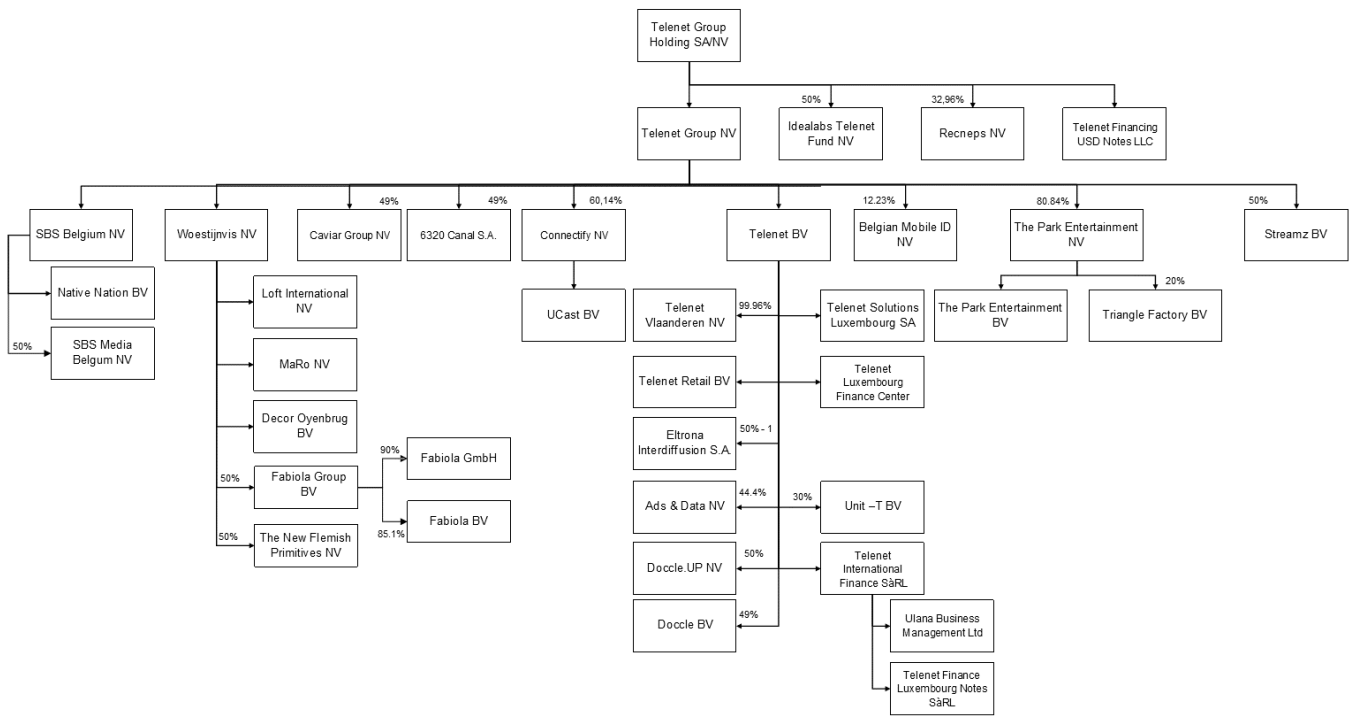 Telenet Group
Holding SA/NV
50%
32,96%
Telenet Group NV
Idealabs Telenet
Fund NV
Recneps NV
Telenet Financing
USD Notes LLC
49%
49%
60,14%
12.23%
80.84%
50%
SBS Belgium NV
Woestijnvis NV
Caviar Group NV
6320 Canal S.A.
Connectify NV
Telenet BV
Belgian Mobile ID
NV
The Park Entertainment
NV
Streamz BV
Native Nation BV
50%
SBS Media
Belgum NV
Loft International
NV
MaRo NV
Decor Oyenbrug
BV
50%
Fabiola Group
BV
90%
Fabiola GmbH
85.1%
Fabiola BV
50%
The New Flemish
Primitives NV
UCast BV
Telenet
Vlaanderen NV
99.96%
Telenet Solutions
Luxembourg SA
Telenet Retail BV
Telenet
Luxembourg
Finance Center
Eltrona
Interdiffusion S.A.
50% - 1
Ads & Data NV
44.4%
30%
Unit –T BV
Doccle.UP NV
50%
Telenet
International
Finance SàRL
Doccle BV
49%
Ulana Business
Management Ltd
Telenet Finance
Luxembourg Notes
SàRL
The Park Entertainment
BV
20%
Triangle Factory BV